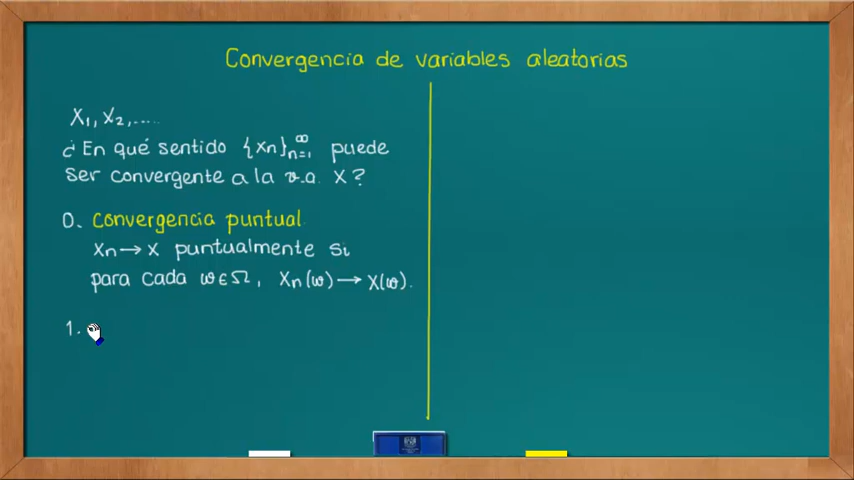 Convergencia de variables aleatorias
X₁, X₂, .....
¿ En qué sentido {Xn}_{n=1}^{∞} puede
ser convergente a la v.a. X?
0. Convergencia puntual.
Xn → X puntualmente si
para cada ω ∈ Ω, Xn(ω) → X(ω).
1.